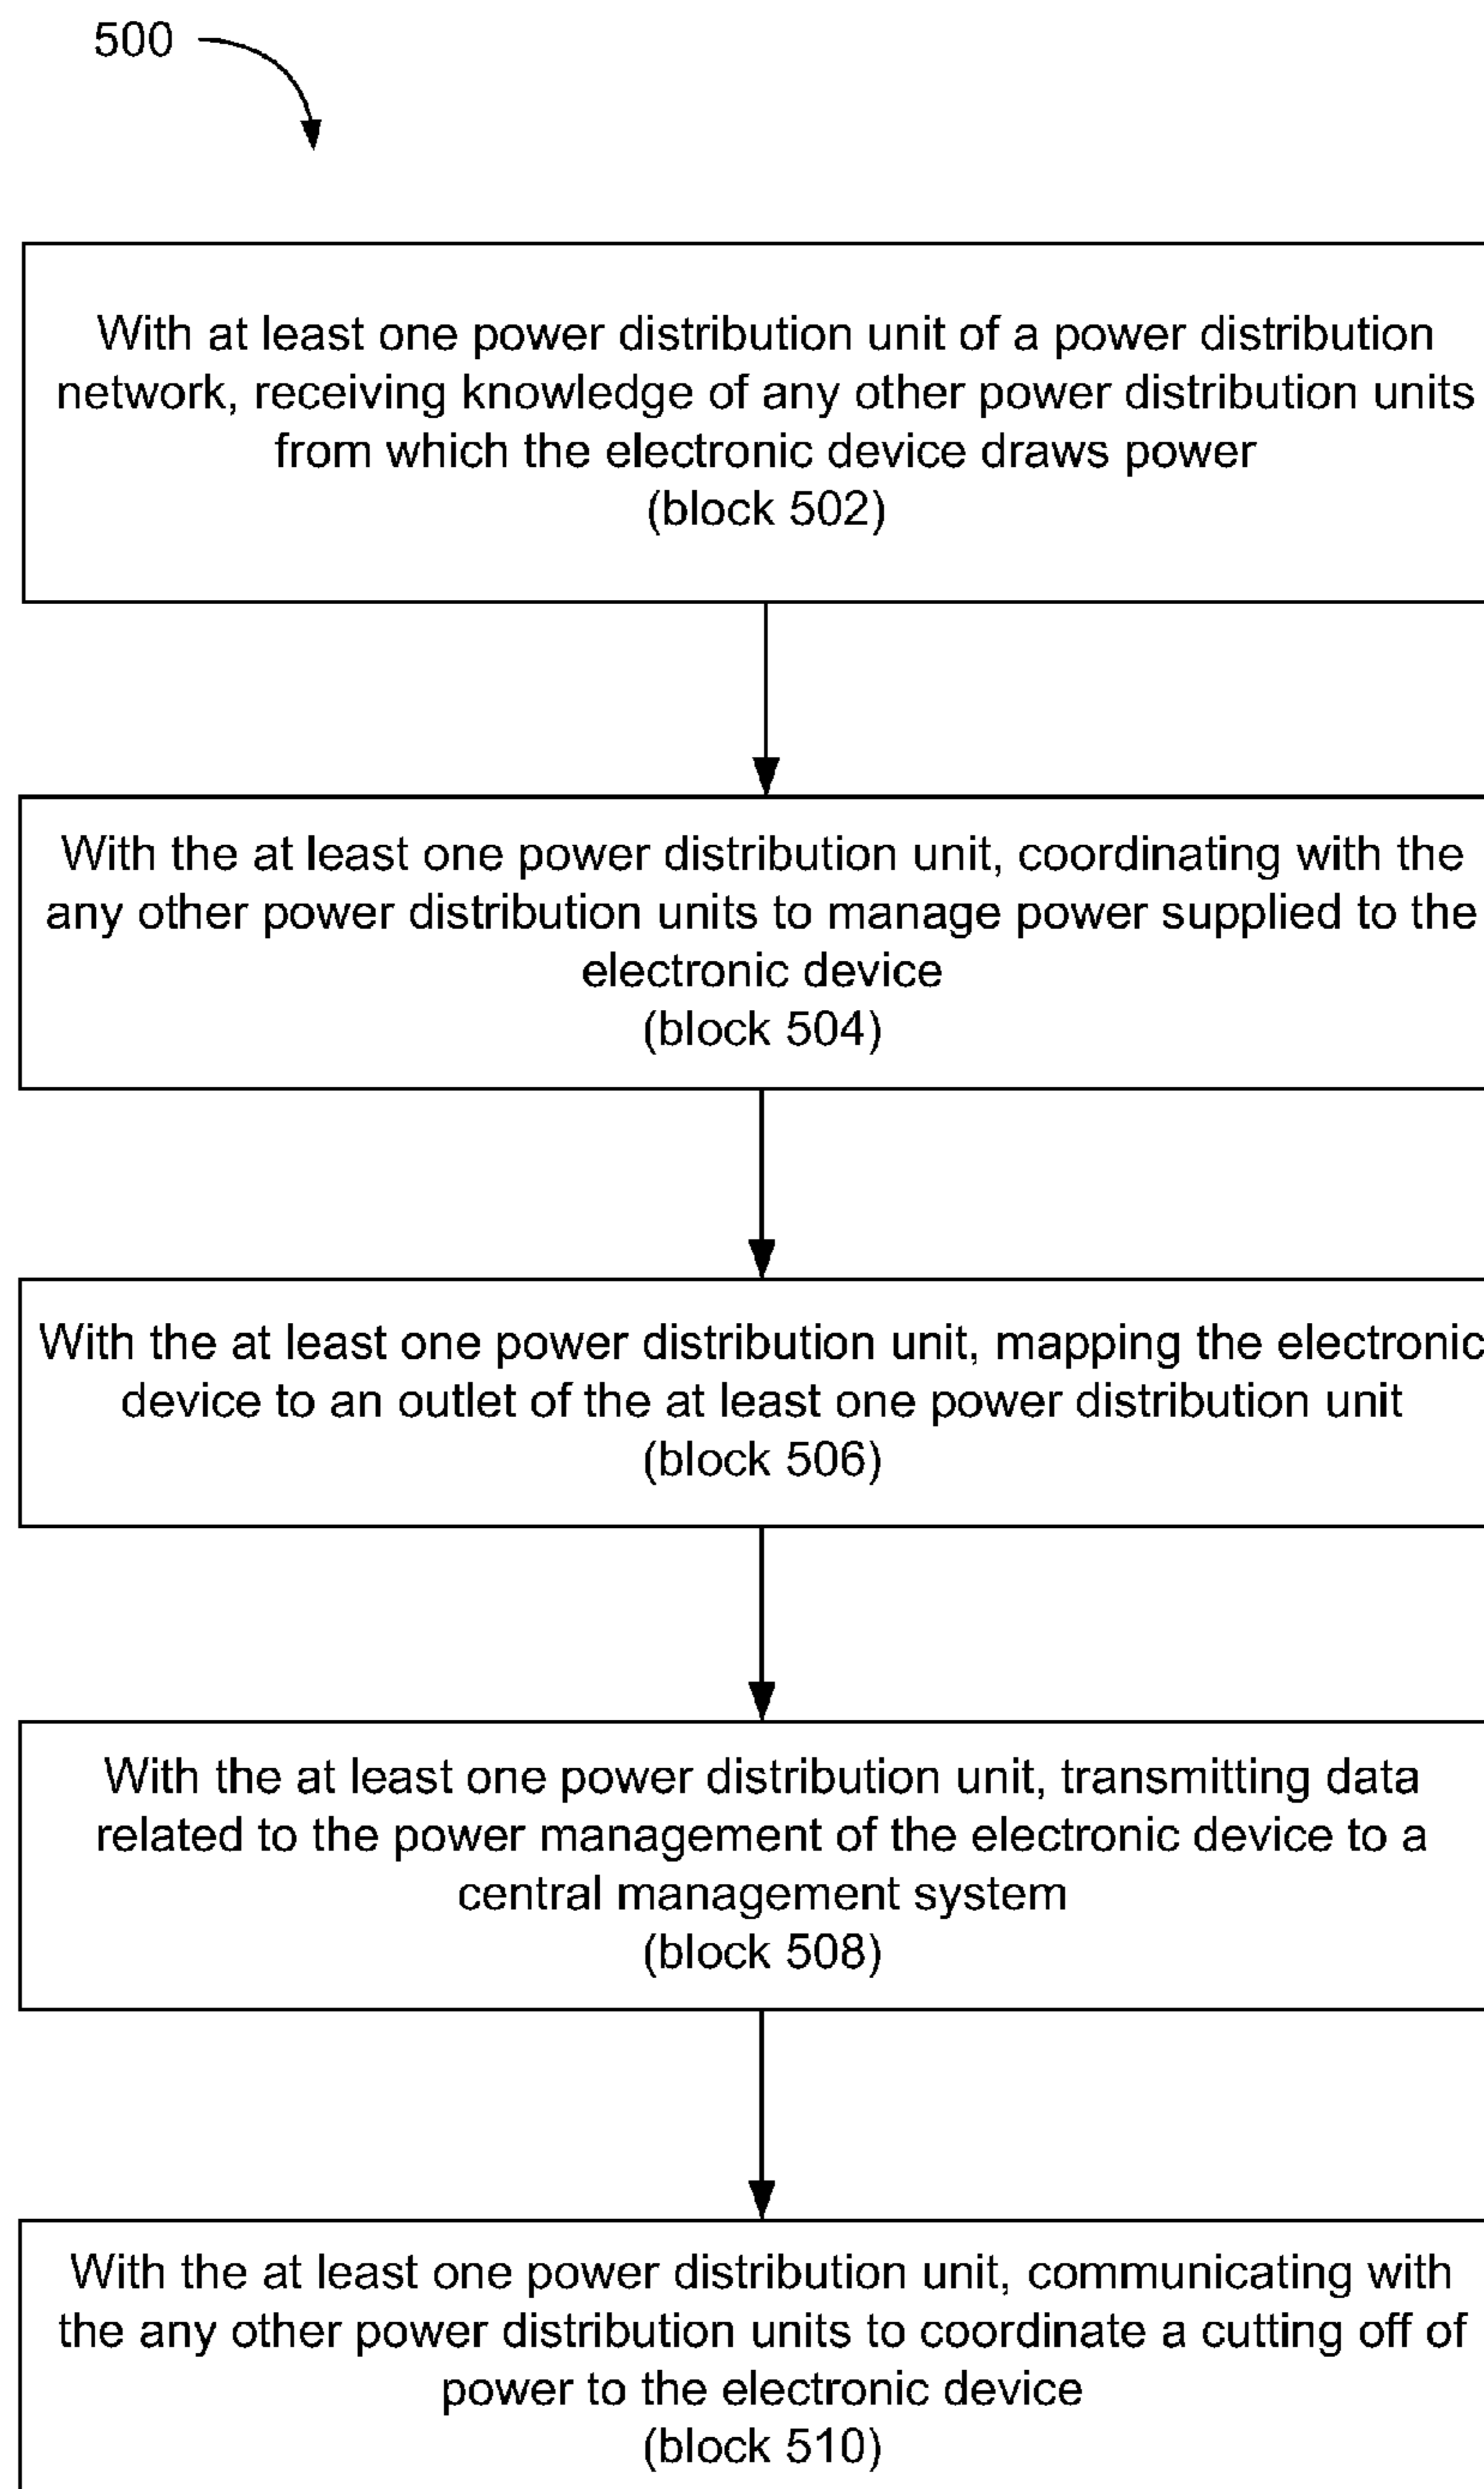 500
With at least one power distribution unit of a power distribution
network, receiving knowledge of any other power distribution units
from which the electronic device draws power
(block 502)
With the at least one power distribution unit, coordinating with the
any other power distribution units to manage power supplied to the
electronic device
(block 504)
With the at least one power distribution unit, mapping the electronic
device to an outlet of the at least one power distribution unit
(block 506)
With the at least one power distribution unit, transmitting data
related to the power management of the electronic device to a
central management system
(block 508)
With the at least one power distribution unit, communicating with
the any other power distribution units to coordinate a cutting off of
power to the electronic device
(block 510)